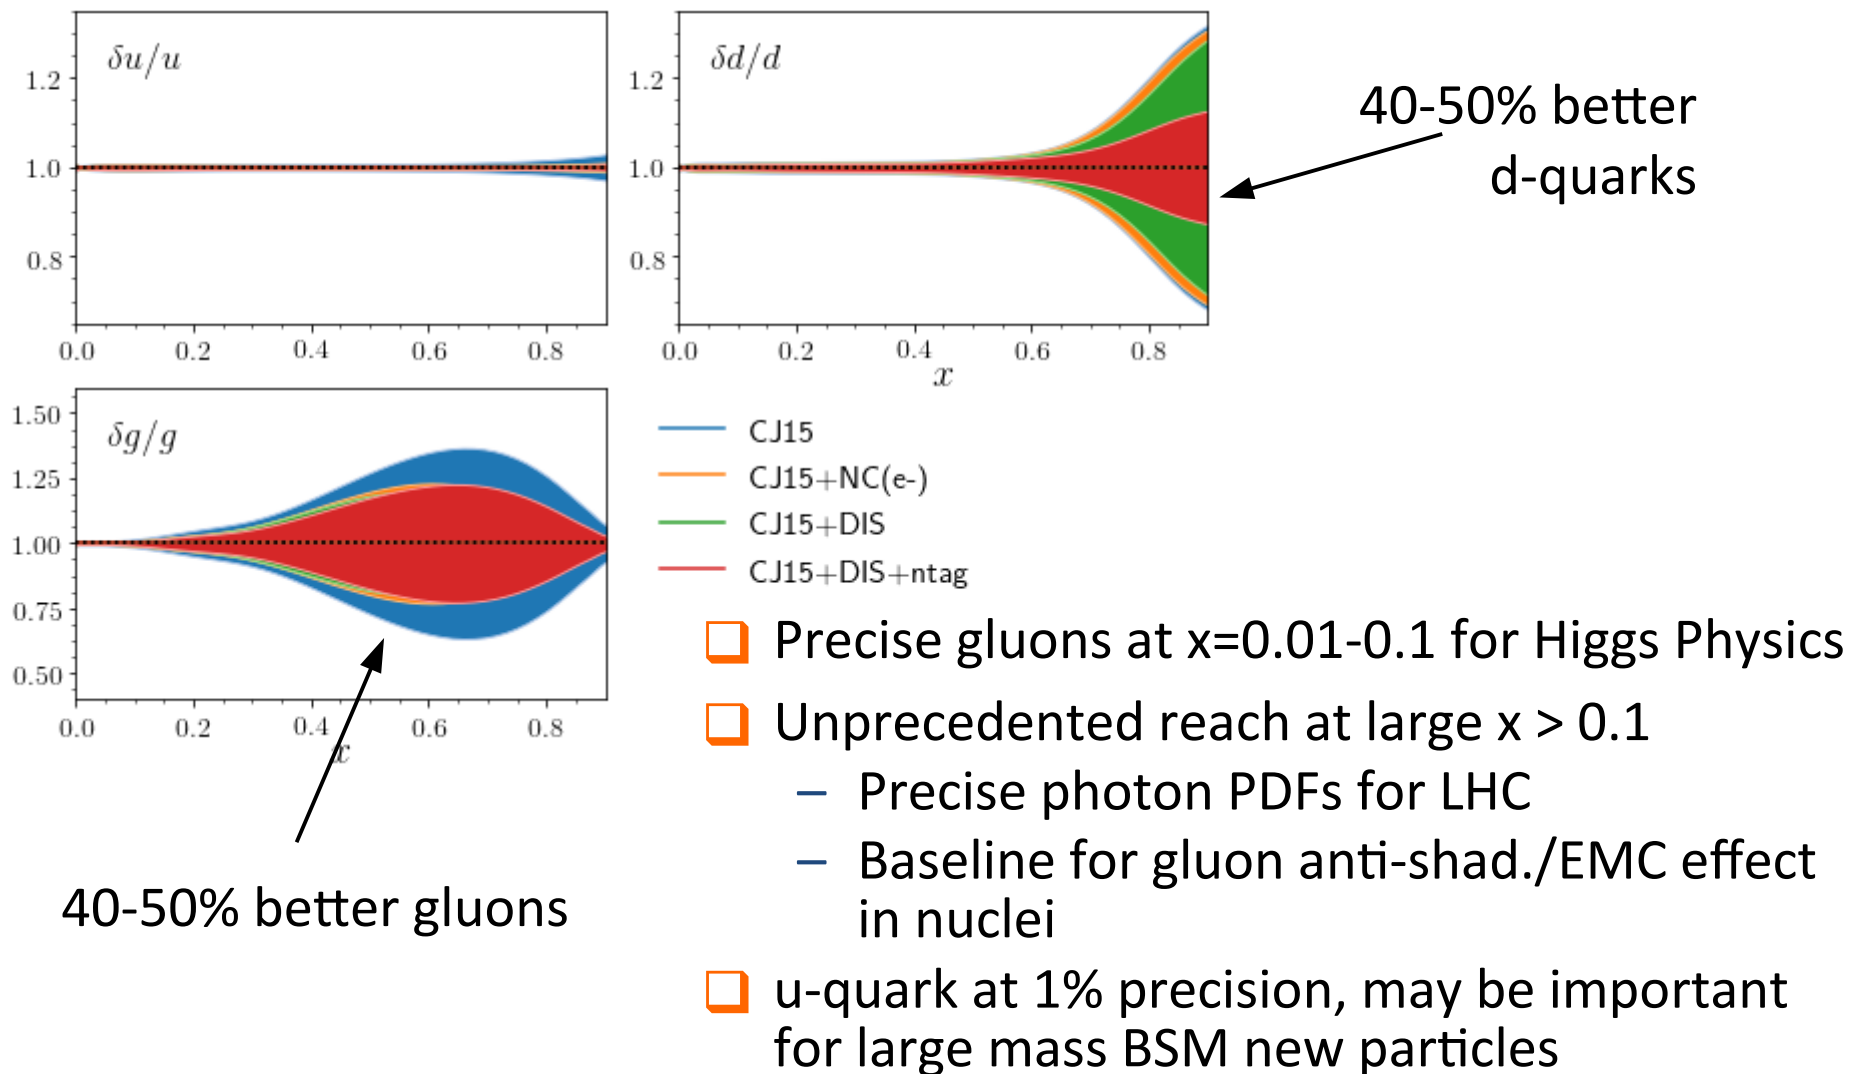 δu/u
1.2
1.0
0.8
0.0 0.2 0.4 0.6 0.8
δd/d
1.2
1.0
0.8
0.0 0.2 0.4 0.6 0.8
x
40-50% better
d-quarks
δg/g
1.50
1.25
1.00
0.75
0.50
0.0 0.2 0.4 0.6 0.8
x
40-50% better gluons
CJ15
CJ15+NC(e-)
CJ15+DIS
CJ15+DIS+ntag
❑ Precise gluons at x=0.01-0.1 for Higgs Physics
❑ Unprecedented reach at large x > 0.1
– Precise photon PDFs for LHC
– Baseline for gluon anti-shad./EMC effect
in nuclei
❑ u-quark at 1% precision, may be important
for large mass BSM new particles